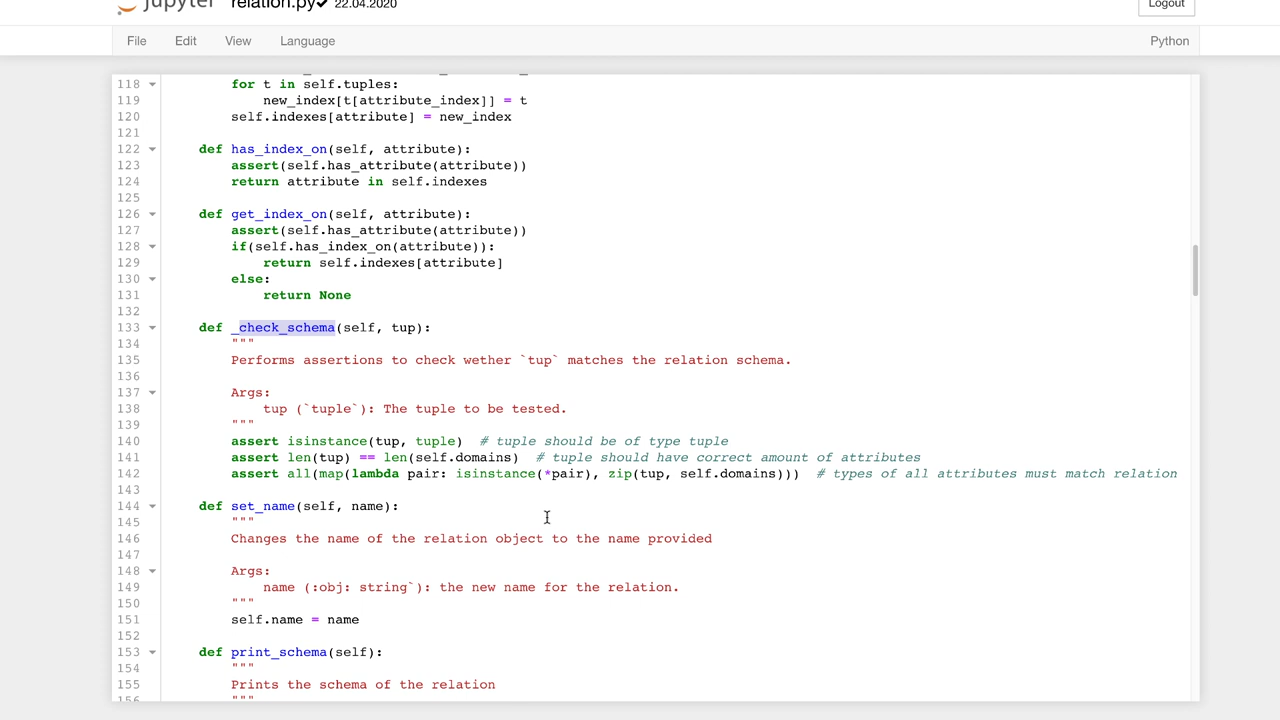 jupyter relation.py✔ 22.04.2020
Logout
File Edit View Language Python
118 for t in self.tuples:
119 new_index[t[attribute_index]] = t
120 self.indexes[attribute] = new_index
121
122 def has_index_on(self, attribute):
123 assert(self.has_attribute(attribute))
124 return attribute in self.indexes
125
126 def get_index_on(self, attribute):
127 assert(self.has_attribute(attribute))
128 if(self.has_index_on(attribute)):
129 return self.indexes[attribute]
130 else:
131 return None
132
133 def _check_schema(self, tup):
134 """
135 Performs assertions to check wether `tup` matches the relation schema.
136
137 Args:
138 tup (`tuple`): The tuple to be tested.
139 """
140 assert isinstance(tup, tuple)  # tuple should be of type tuple
141 assert len(tup) == len(self.domains)  # tuple should have correct amount of attributes
142 assert all(map(lambda pair: isinstance(*pair), zip(tup, self.domains)))  # types of all attributes must match relation
143
144 def set_name(self, name):
145 """
146 Changes the name of the relation object to the name provided
147
148 Args:
149 name (:obj: string`): the new name for the relation.
150 """
151 self.name = name
152
153 def print_schema(self):
154 """
155 Prints the schema of the relation
156 """